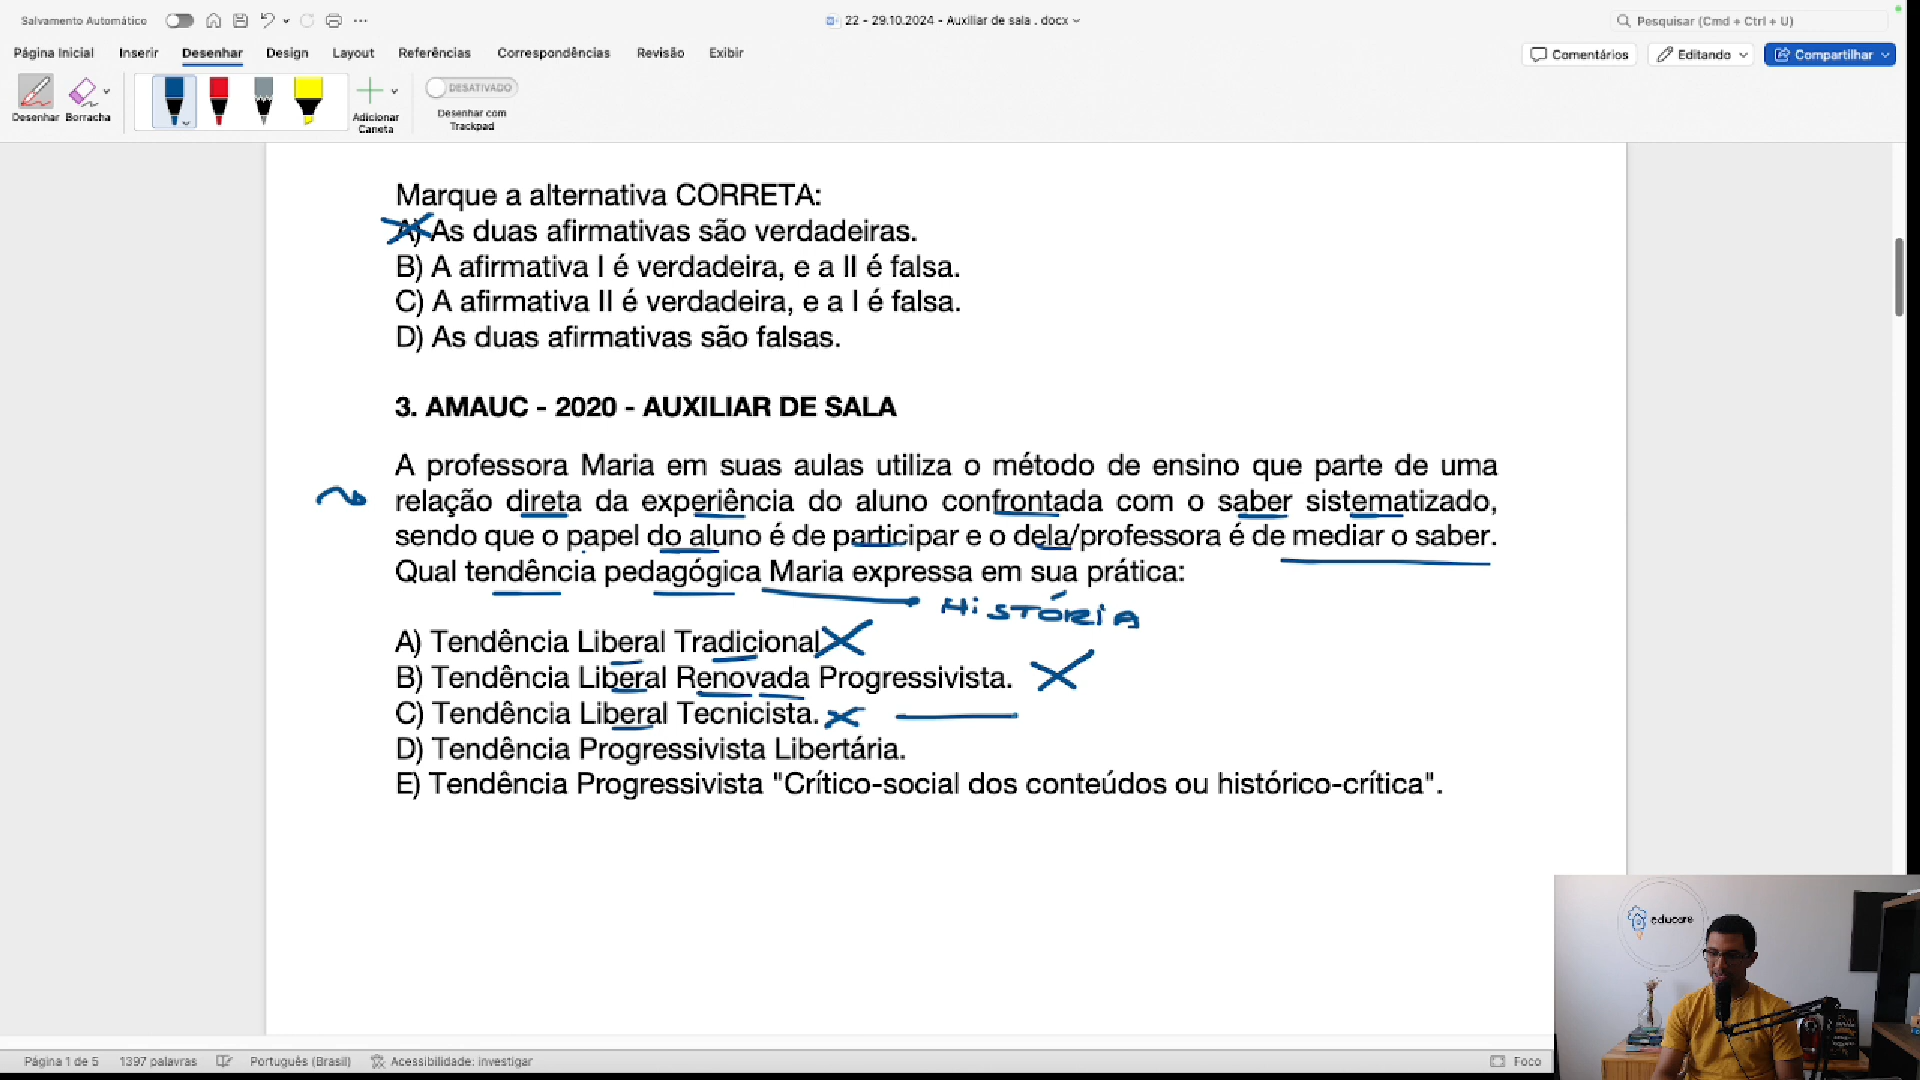 Salvamento Automático
22 - 29.10.2024 - Auxiliar de sala . docx
Pesquisar (Cmd + Ctrl + U)
Página Inicial Inserir Desenhar Design Layout Referências Correspondências Revisão Exibir
Comentários Editando Compartilhar
Desenhar Borracha
Adicionar Caneta
DESATIVADO
Desenhar com Trackpad
Marque a alternativa CORRETA:
A) As duas afirmativas são verdadeiras.
B) A afirmativa I é verdadeira, e a II é falsa.
C) A afirmativa II é verdadeira, e a I é falsa.
D) As duas afirmativas são falsas.
3. AMAUC - 2020 - AUXILIAR DE SALA
A professora Maria em suas aulas utiliza o método de ensino que parte de uma
relação direta da experiência do aluno confrontada com o saber sistematizado,
sendo que o papel do aluno é de participar e o dela/professora é de mediar o saber.
Qual tendência pedagógica Maria expressa em sua prática:
HISTÓRIA
A) Tendência Liberal Tradicional
B) Tendência Liberal Renovada Progressivista.
C) Tendência Liberal Tecnicista.
D) Tendência Progressivista Libertária.
E) Tendência Progressivista "Crítico-social dos conteúdos ou histórico-crítica".
educare
Página 1 de 5 1397 palavras Português (Brasil) Acessibilidade: investigar Foco